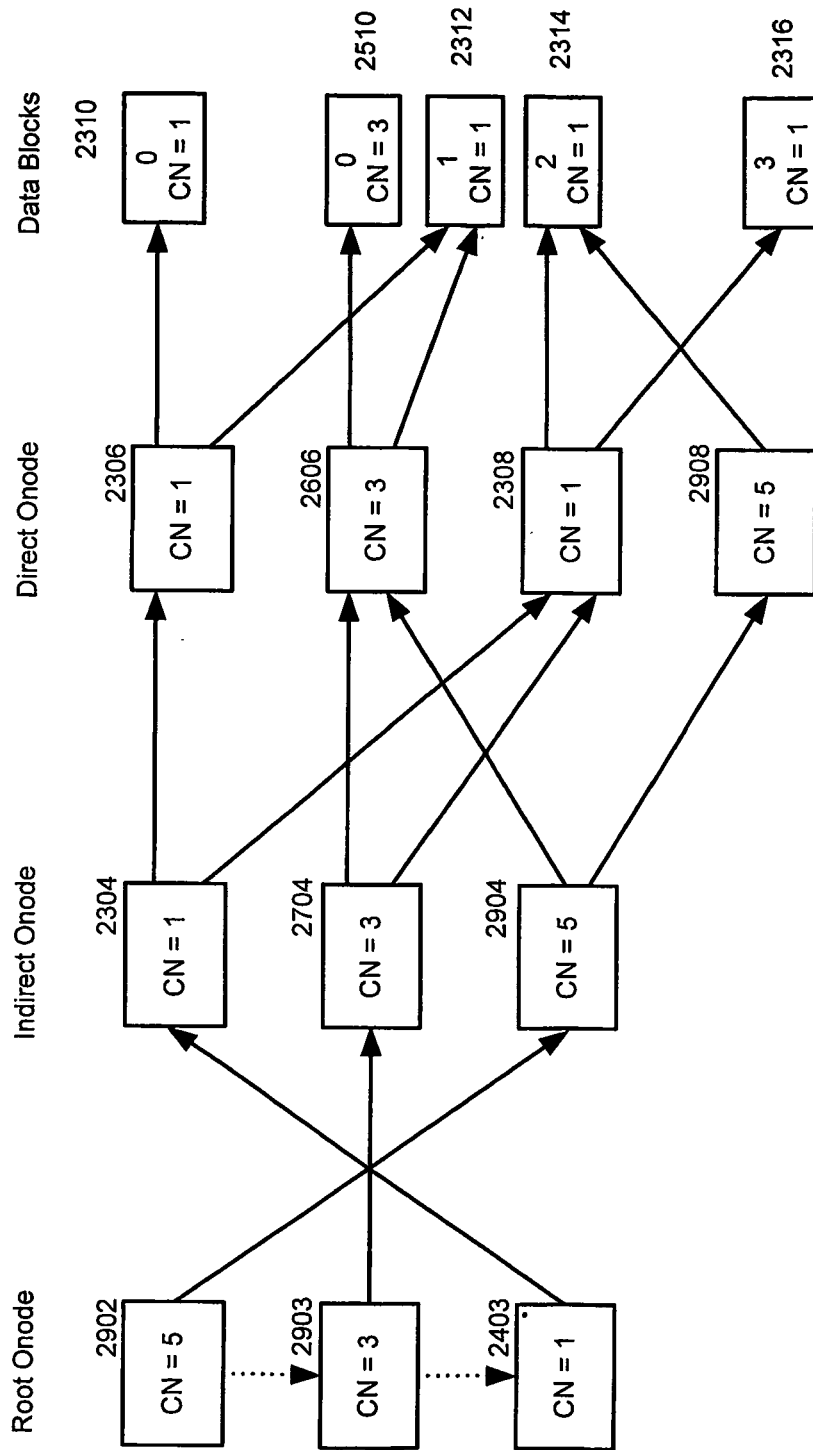 Root Onode
Indirect Onode
Direct Onode
Data Blocks
2902
CN = 5
2903
CN = 3
2403
CN = 1
2304
CN = 1
2704
CN = 3
2904
CN = 5
2306
CN = 1
2606
CN = 3
2308
CN = 1
2908
CN = 5
2310
0
CN = 1
2510
0
CN = 3
2312
1
CN = 1
2314
2
CN = 1
2316
3
CN = 1